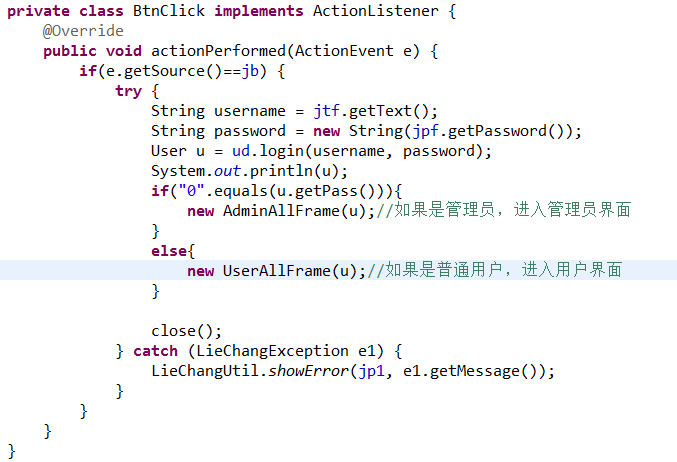 private class BtnClick implements ActionListener {
@Override
public void actionPerformed(ActionEvent e) {
if(e.getSource()==jb) {
try {
String username = jtf.getText();
String password = new String(jpf.getPassword());
User u = ud.login(username, password);
System.out.println(u);
if("0".equals(u.getPass())){
new AdminAllFrame(u);//如果是管理员，进入管理员界面
}
else{
new UserAllFrame(u);//如果是普通用户，进入用户界面
}
close();
} catch (LieChangException e1) {
LieChangUtil.showError(jp1, e1.getMessage());
}
}
}
}